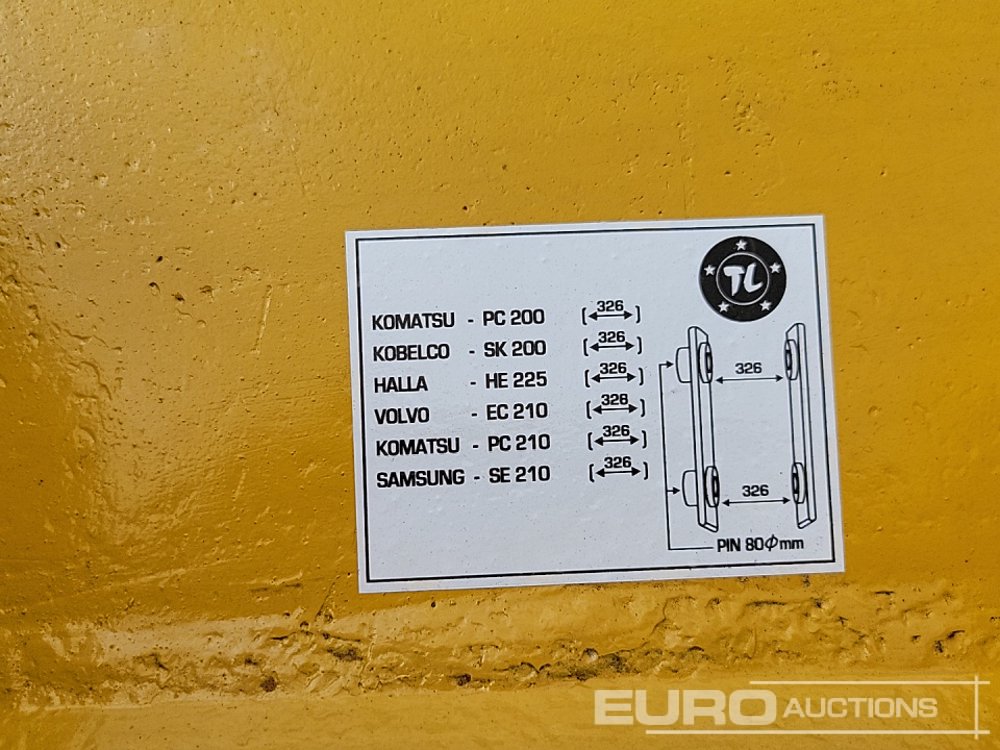 TL
KOMATSU - PC 200 [326]
KOBELCO - SK 200 [326]
HALLA - HE 225 [326]
VOLVO - EC 210 [326]
KOMATSU - PC 210 [326]
SAMSUNG - SE 210 [326]
326
326
PIN 80Φmm
EURO AUCTIONS